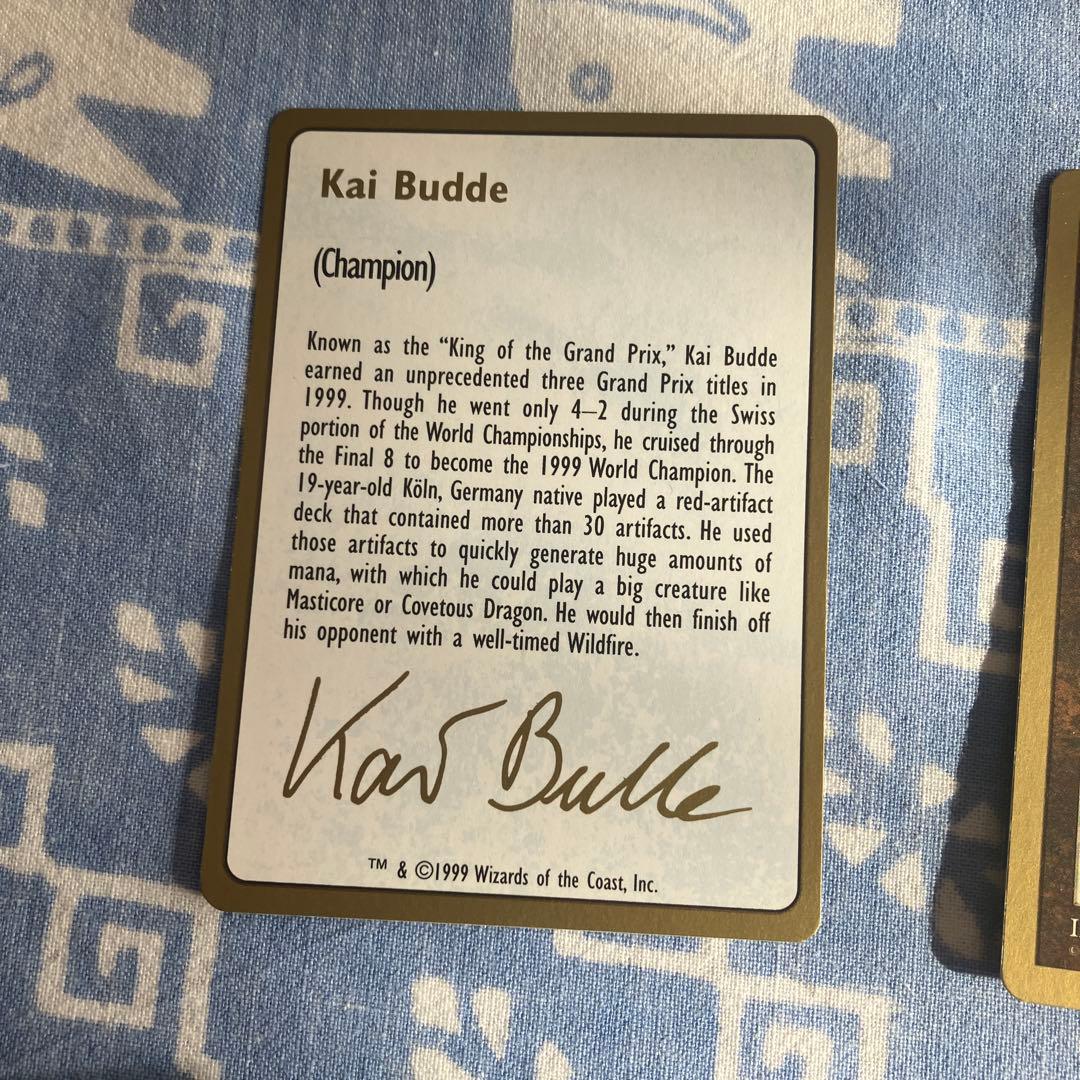 Kai Budde
(Champion)
Known as the “King of the Grand Prix,” Kai Budde
earned an unprecedented three Grand Prix titles in
1999. Though he went only 4–2 during the Swiss
portion of the World Championships, he cruised through
the Final 8 to become the 1999 World Champion. The
19-year-old Köln, Germany native played a red-artifact
deck that contained more than 30 artifacts. He used
those artifacts to quickly generate huge amounts of
mana, with which he could play a big creature like
Masticore or Covetous Dragon. He would then finish off
his opponent with a well-timed Wildfire.
Kai Budde
™ & ©1999 Wizards of the Coast, Inc.